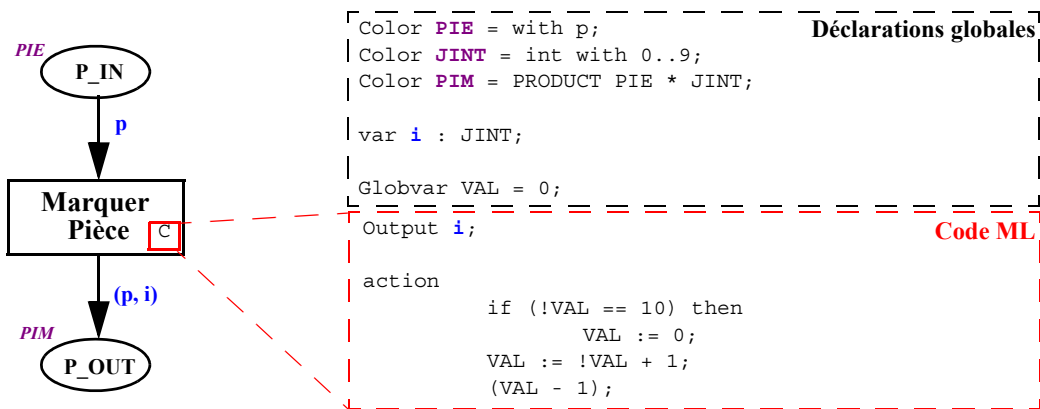 PIE
P_IN
p
Marquer
Pièce
C
(p, i)
PIM
P_OUT
Déclarations globales
Color PIE = with p;
Color JINT = int with 0..9;
Color PIM = PRODUCT PIE * JINT;
var i : JINT;
Globvar VAL = 0;
Code ML
Output i;
action
if (!VAL == 10) then
VAL := 0;
VAL := !VAL + 1;
(VAL - 1);